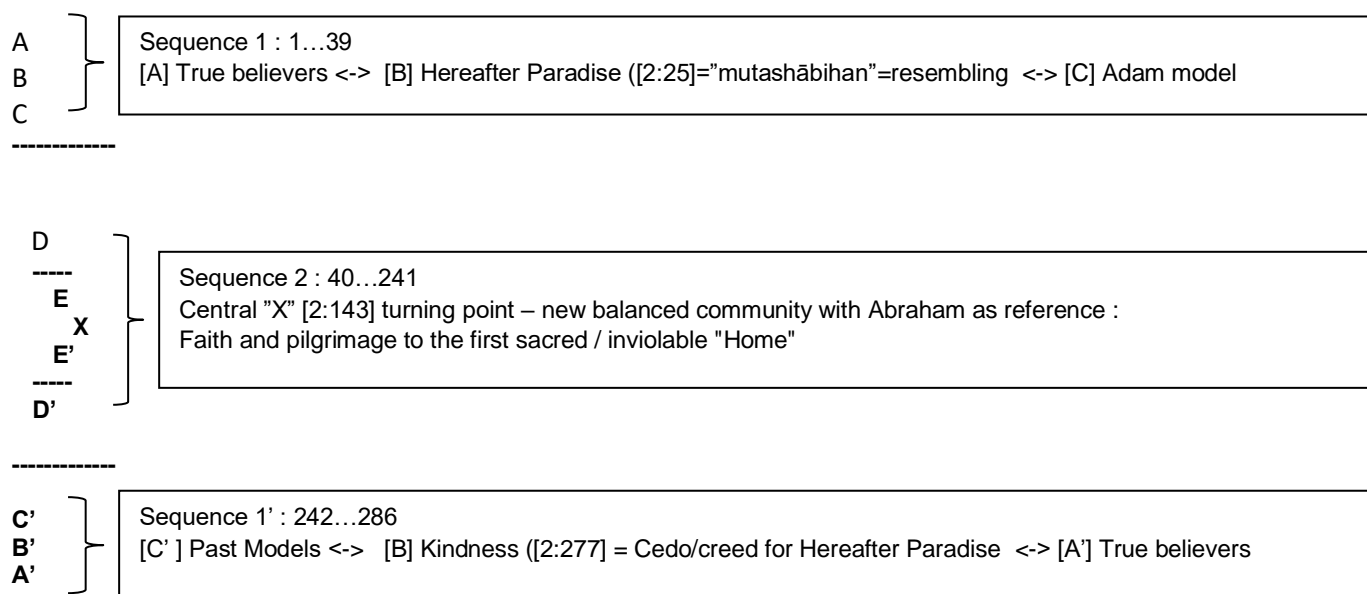 A
B
C
Sequence 1 : 1…39
[A] True believers <-> [B] Hereafter Paradise ([2:25]=”mutashābihan”=resembling <-> [C] Adam model
-------------
D
-----
E
X
E’
-----
D’
Sequence 2 : 40…241
Central ”X” [2:143] turning point – new balanced community with Abraham as reference :
Faith and pilgrimage to the first sacred / inviolable "Home"
-------------
C’
B’
A’
Sequence 1’ : 242…286
[C’ ] Past Models <-> [B] Kindness ([2:277] = Cedo/creed for Hereafter Paradise <-> [A’] True believers